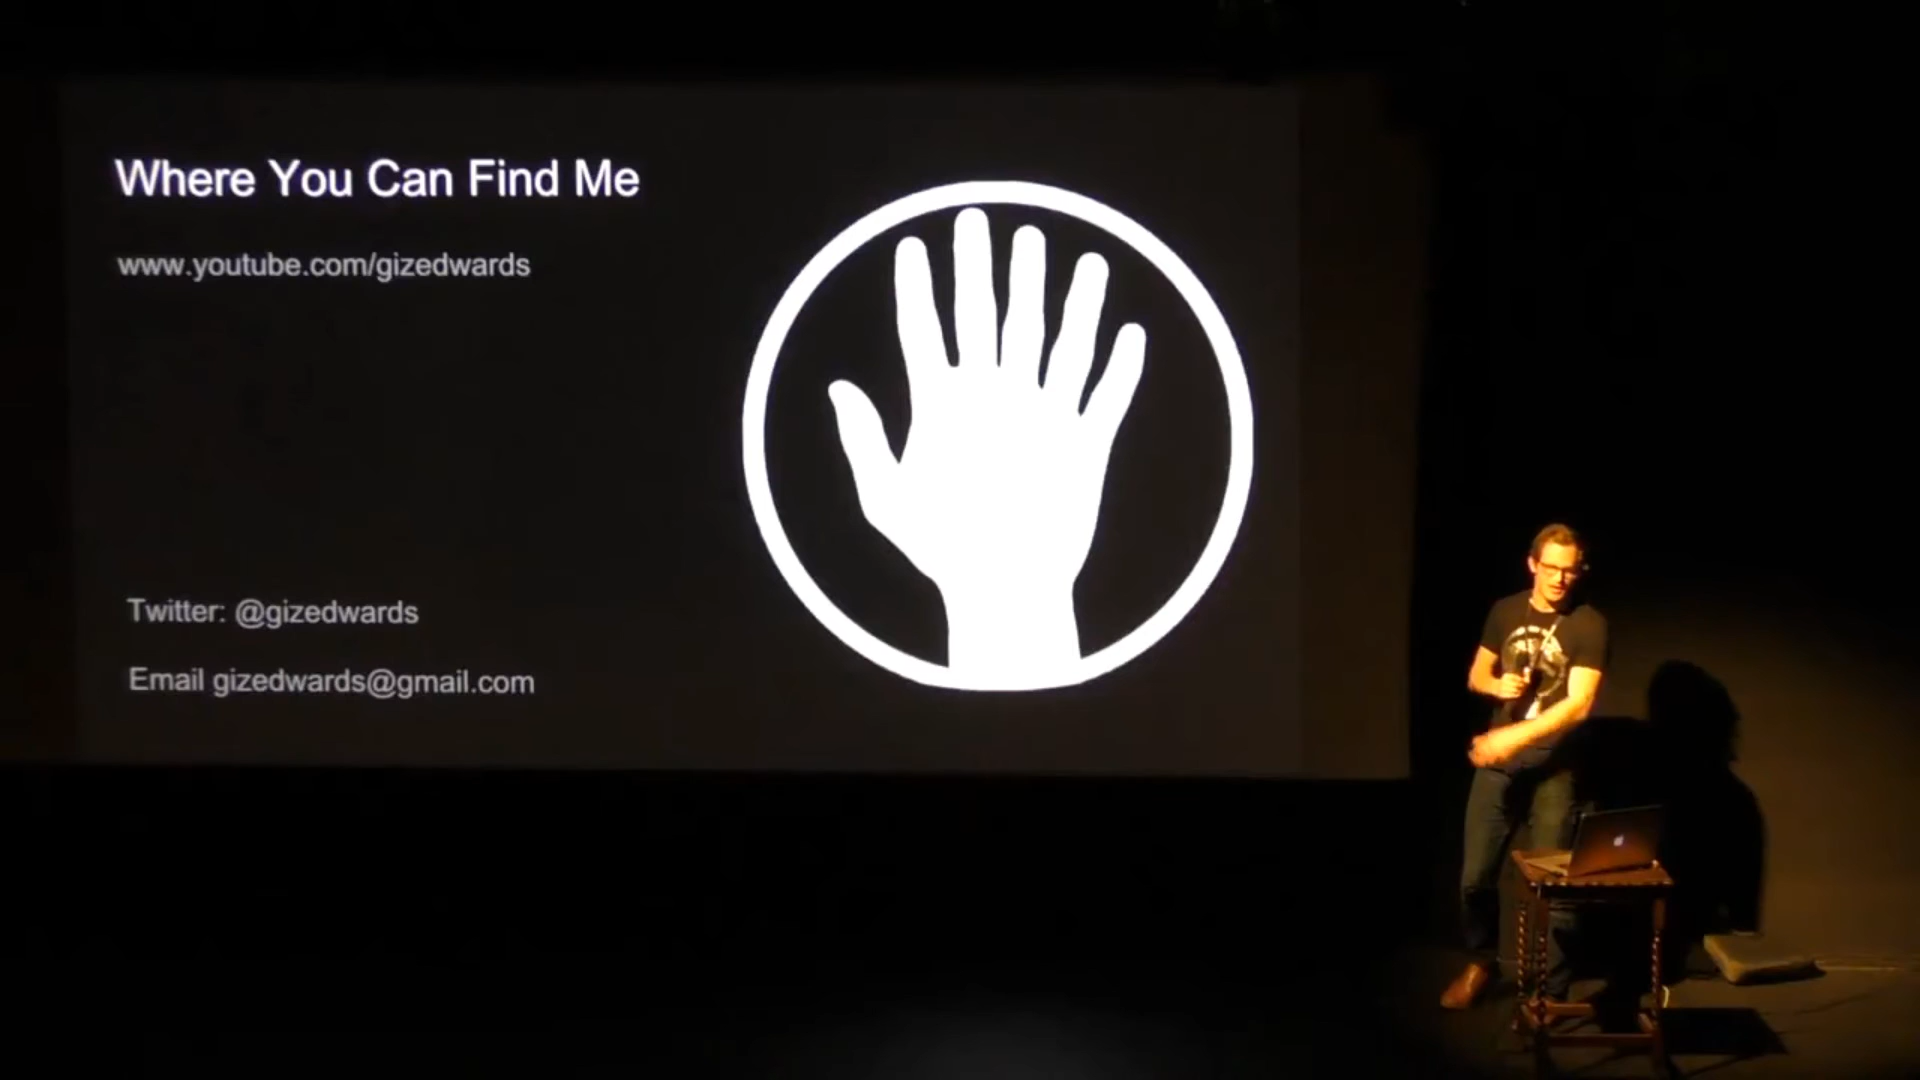 Where You Can Find Me
www.youtube.com/gizedwards
Twitter: @gizedwards
Email gizedwards@gmail.com